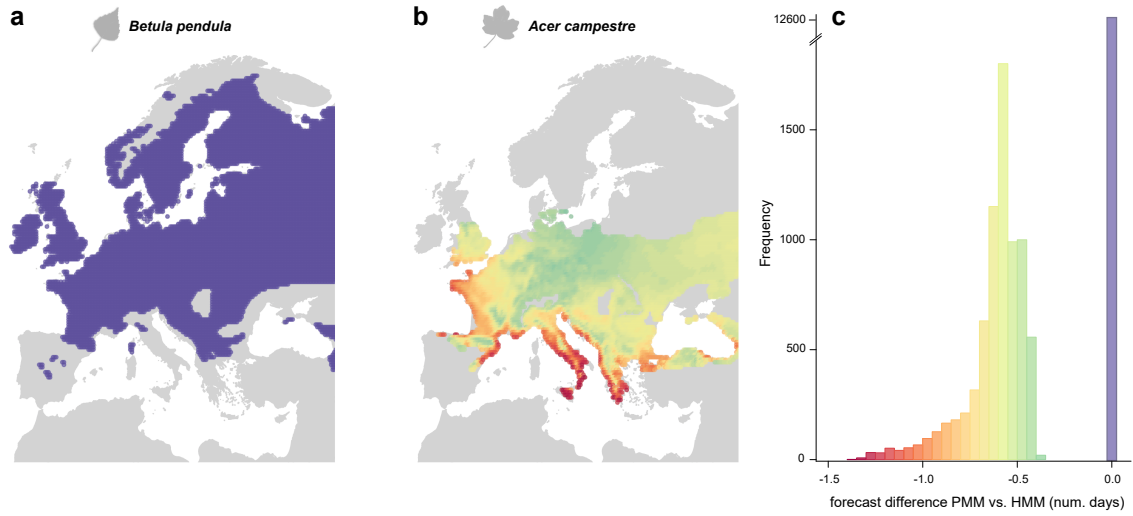 a
Betula pendula
b
Acer campestre
c
12600
1500
1000
500
0
Frequency
-1.5
-1.0
-0.5
0.0
forecast difference PMM vs. HMM (num. days)